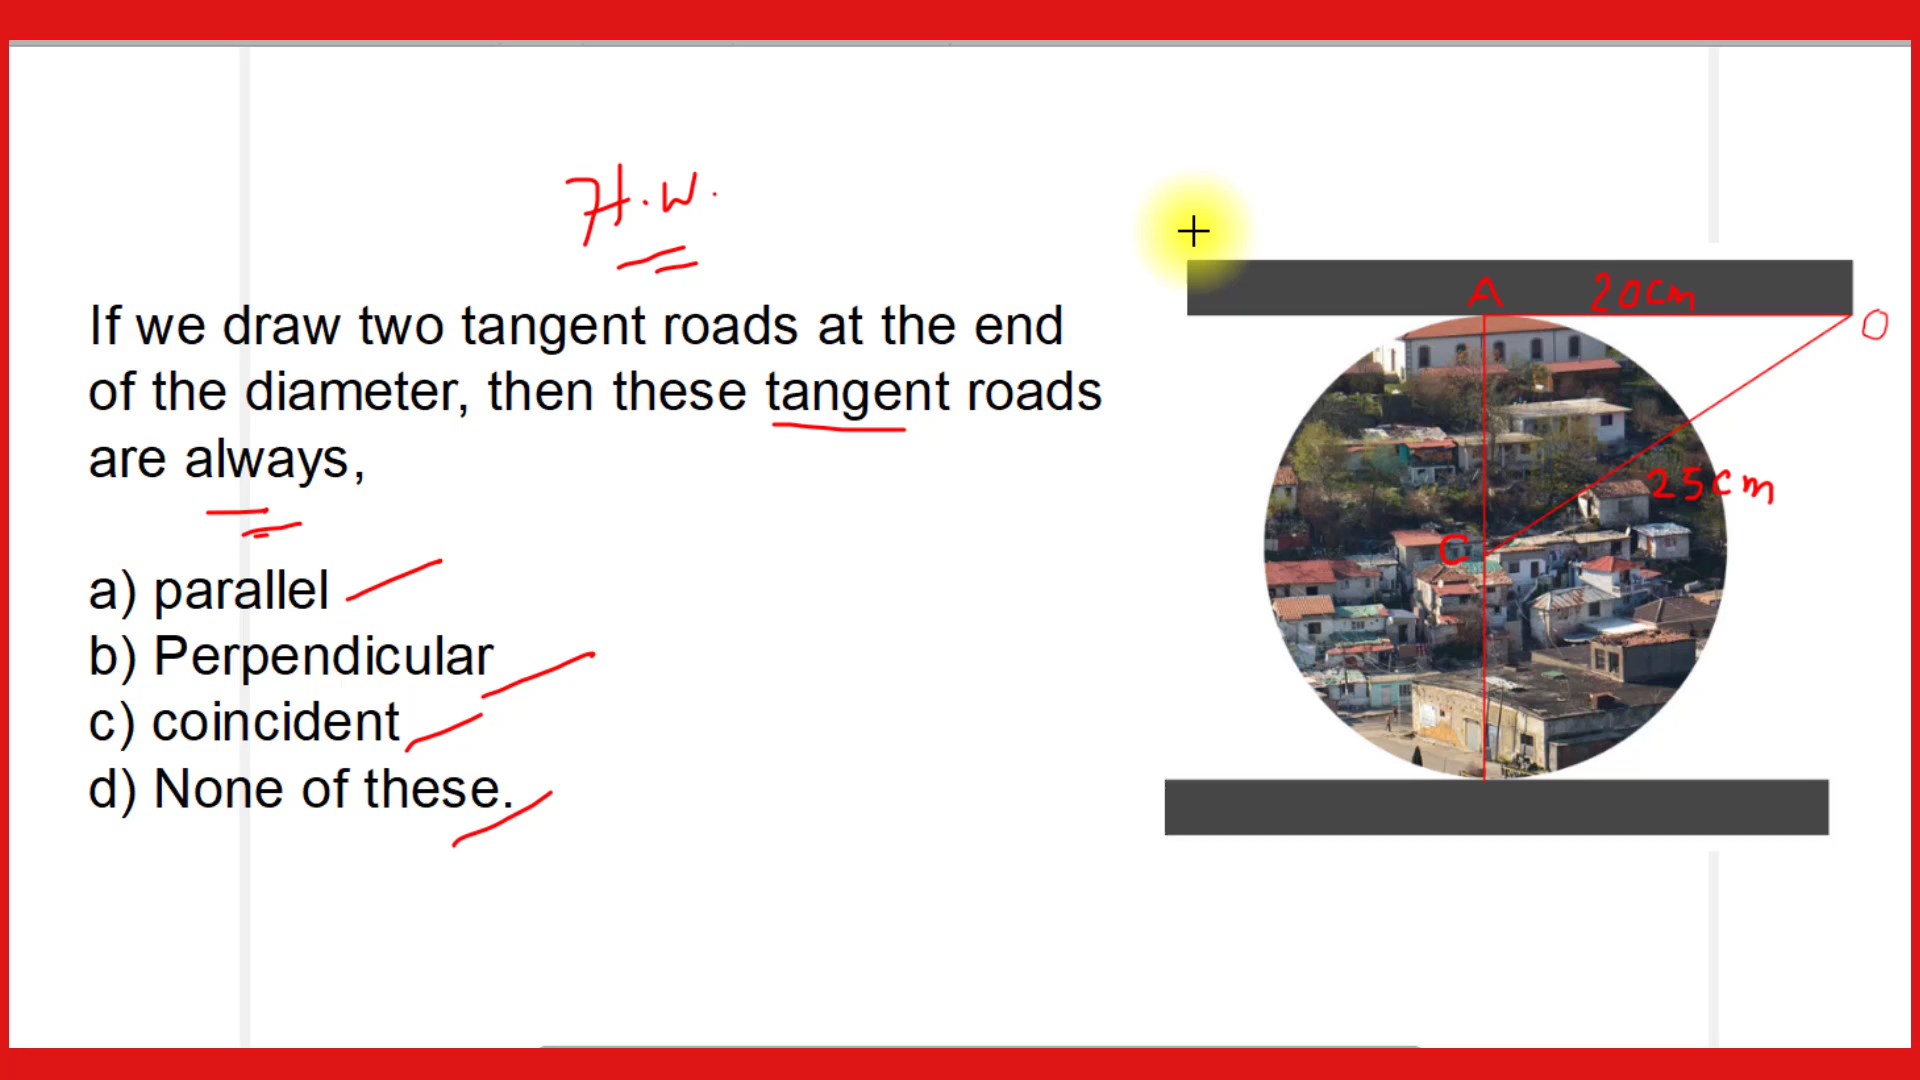 H.W.
If we draw two tangent roads at the end
of the diameter, then these tangent roads
are always,
a) parallel
b) Perpendicular
c) coincident
d) None of these.
A
20cm
O
25cm
C